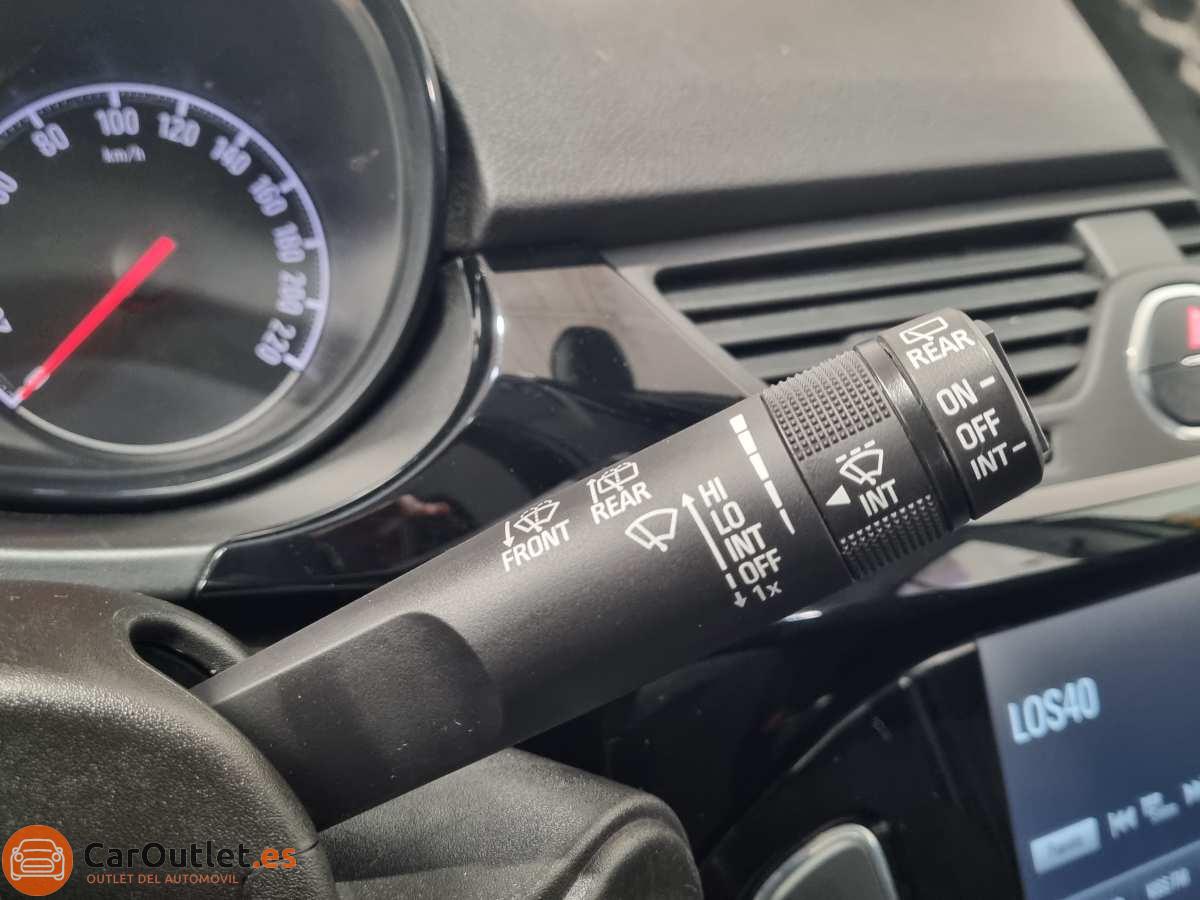 80
100
120
140
160
180
200
220
km/h
REAR
ON
OFF
INT
INT
REAR
FRONT
HI
LO
INT
OFF
1x
LOS40
CarOutlet.es
OUTLET DEL AUTOMÓVIL